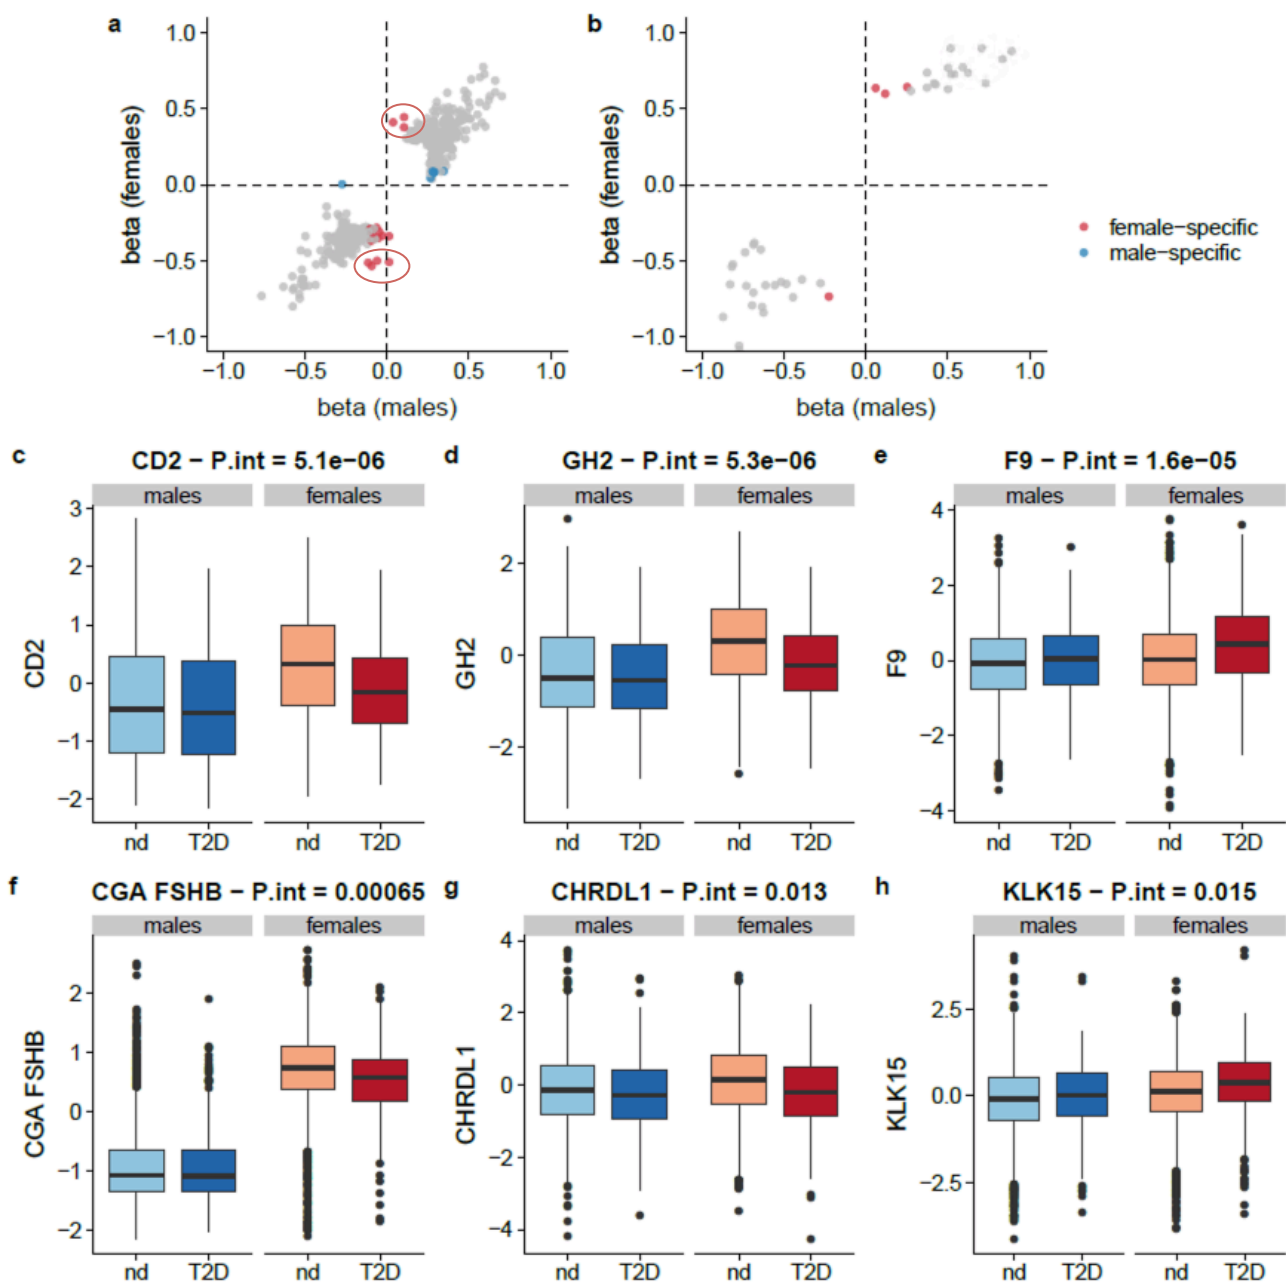 a
b
1.0
0.5
0.0
−0.5
−1.0
beta (females)
−1.0
−0.5
0.0
0.5
1.0
beta (males)
1.0
0.5
0.0
−0.5
−1.0
beta (females)
−1.0
−0.5
0.0
0.5
1.0
beta (males)
female−specific
male−specific
c
CD2 − P.int = 5.1e−06
males
females
3
2
1
0
−1
−2
CD2
nd
T2D
nd
T2D
d
GH2 − P.int = 5.3e−06
males
females
2
0
−2
GH2
nd
T2D
nd
T2D
e
F9 − P.int = 1.6e−05
males
females
4
2
0
−2
−4
F9
nd
T2D
nd
T2D
f
CGA FSHB − P.int = 0.00065
males
females
2
1
0
−1
−2
CGA FSHB
nd
T2D
nd
T2D
g
CHRDL1 − P.int = 0.013
males
females
4
2
0
−2
−4
CHRDL1
nd
T2D
nd
T2D
h
KLK15 − P.int = 0.015
males
females
2.5
0.0
−2.5
KLK15
nd
T2D
nd
T2D